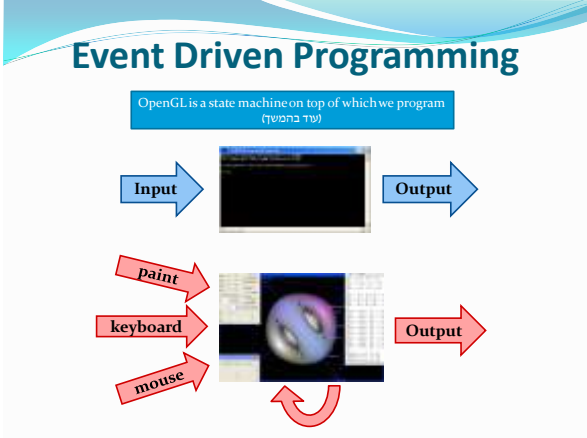 Event Driven Programming
OpenGL is a state machine on top of which we program
(עוד בהמשך)
Input
Output
paint
keyboard
mouse
Output